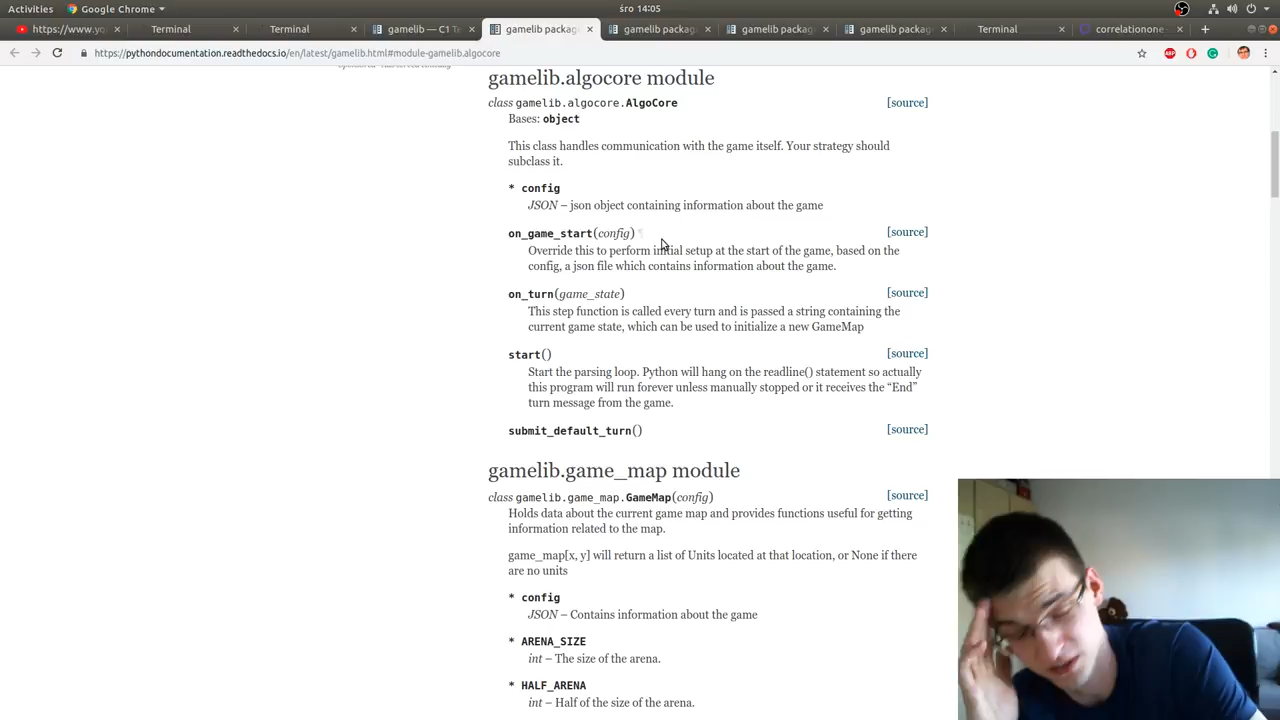 Activities Google Chrome śro 14:05
https://www.yo Terminal Terminal gamelib — C1 Te gamelib packag gamelib packag gamelib packag gamelib packag Terminal correlationone
https://pythondocumentation.readthedocs.io/en/latest/gamelib.html#module-gamelib.algocore
gamelib.algocore module
class gamelib.algocore.AlgoCore [source]
Bases: object
This class handles communication with the game itself. Your strategy should
subclass it.
* config
JSON – json object containing information about the game
on_game_start(config) ¶ [source]
Override this to perform initial setup at the start of the game, based on the
config, a json file which contains information about the game.
on_turn(game_state) [source]
This step function is called every turn and is passed a string containing the
current game state, which can be used to initialize a new GameMap
start() [source]
Start the parsing loop. Python will hang on the readline() statement so actually
this program will run forever unless manually stopped or it receives the “End”
turn message from the game.
submit_default_turn() [source]
gamelib.game_map module
class gamelib.game_map.GameMap(config) [source]
Holds data about the current game map and provides functions useful for getting
information related to the map.
game_map[x, y] will return a list of Units located at that location, or None if there
are no units
* config
JSON – Contains information about the game
* ARENA_SIZE
int – The size of the arena.
* HALF_ARENA
int – Half of the size of the arena.